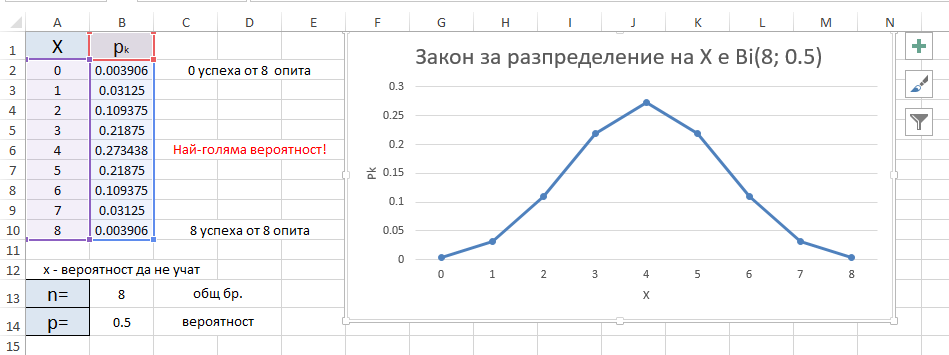 A B C D E F G H I J K L M N
1 X pk
2 0 0.003906 0 успеха от 8 опита
3 1 0.03125
4 2 0.109375
5 3 0.21875
6 4 0.273438 Най-голяма вероятност!
7 5 0.21875
8 6 0.109375
9 7 0.03125
10 8 0.003906 8 успеха от 8 опита
11
12 x - вероятност да не учат
13 n= 8 общ бр.
14 p= 0.5 вероятност
15
Закон за разпределение на X е Bi(8; 0.5)
0.3
0.25
0.2
0.15
0.1
0.05
0
Pk
0 1 2 3 4 5 6 7 8
X